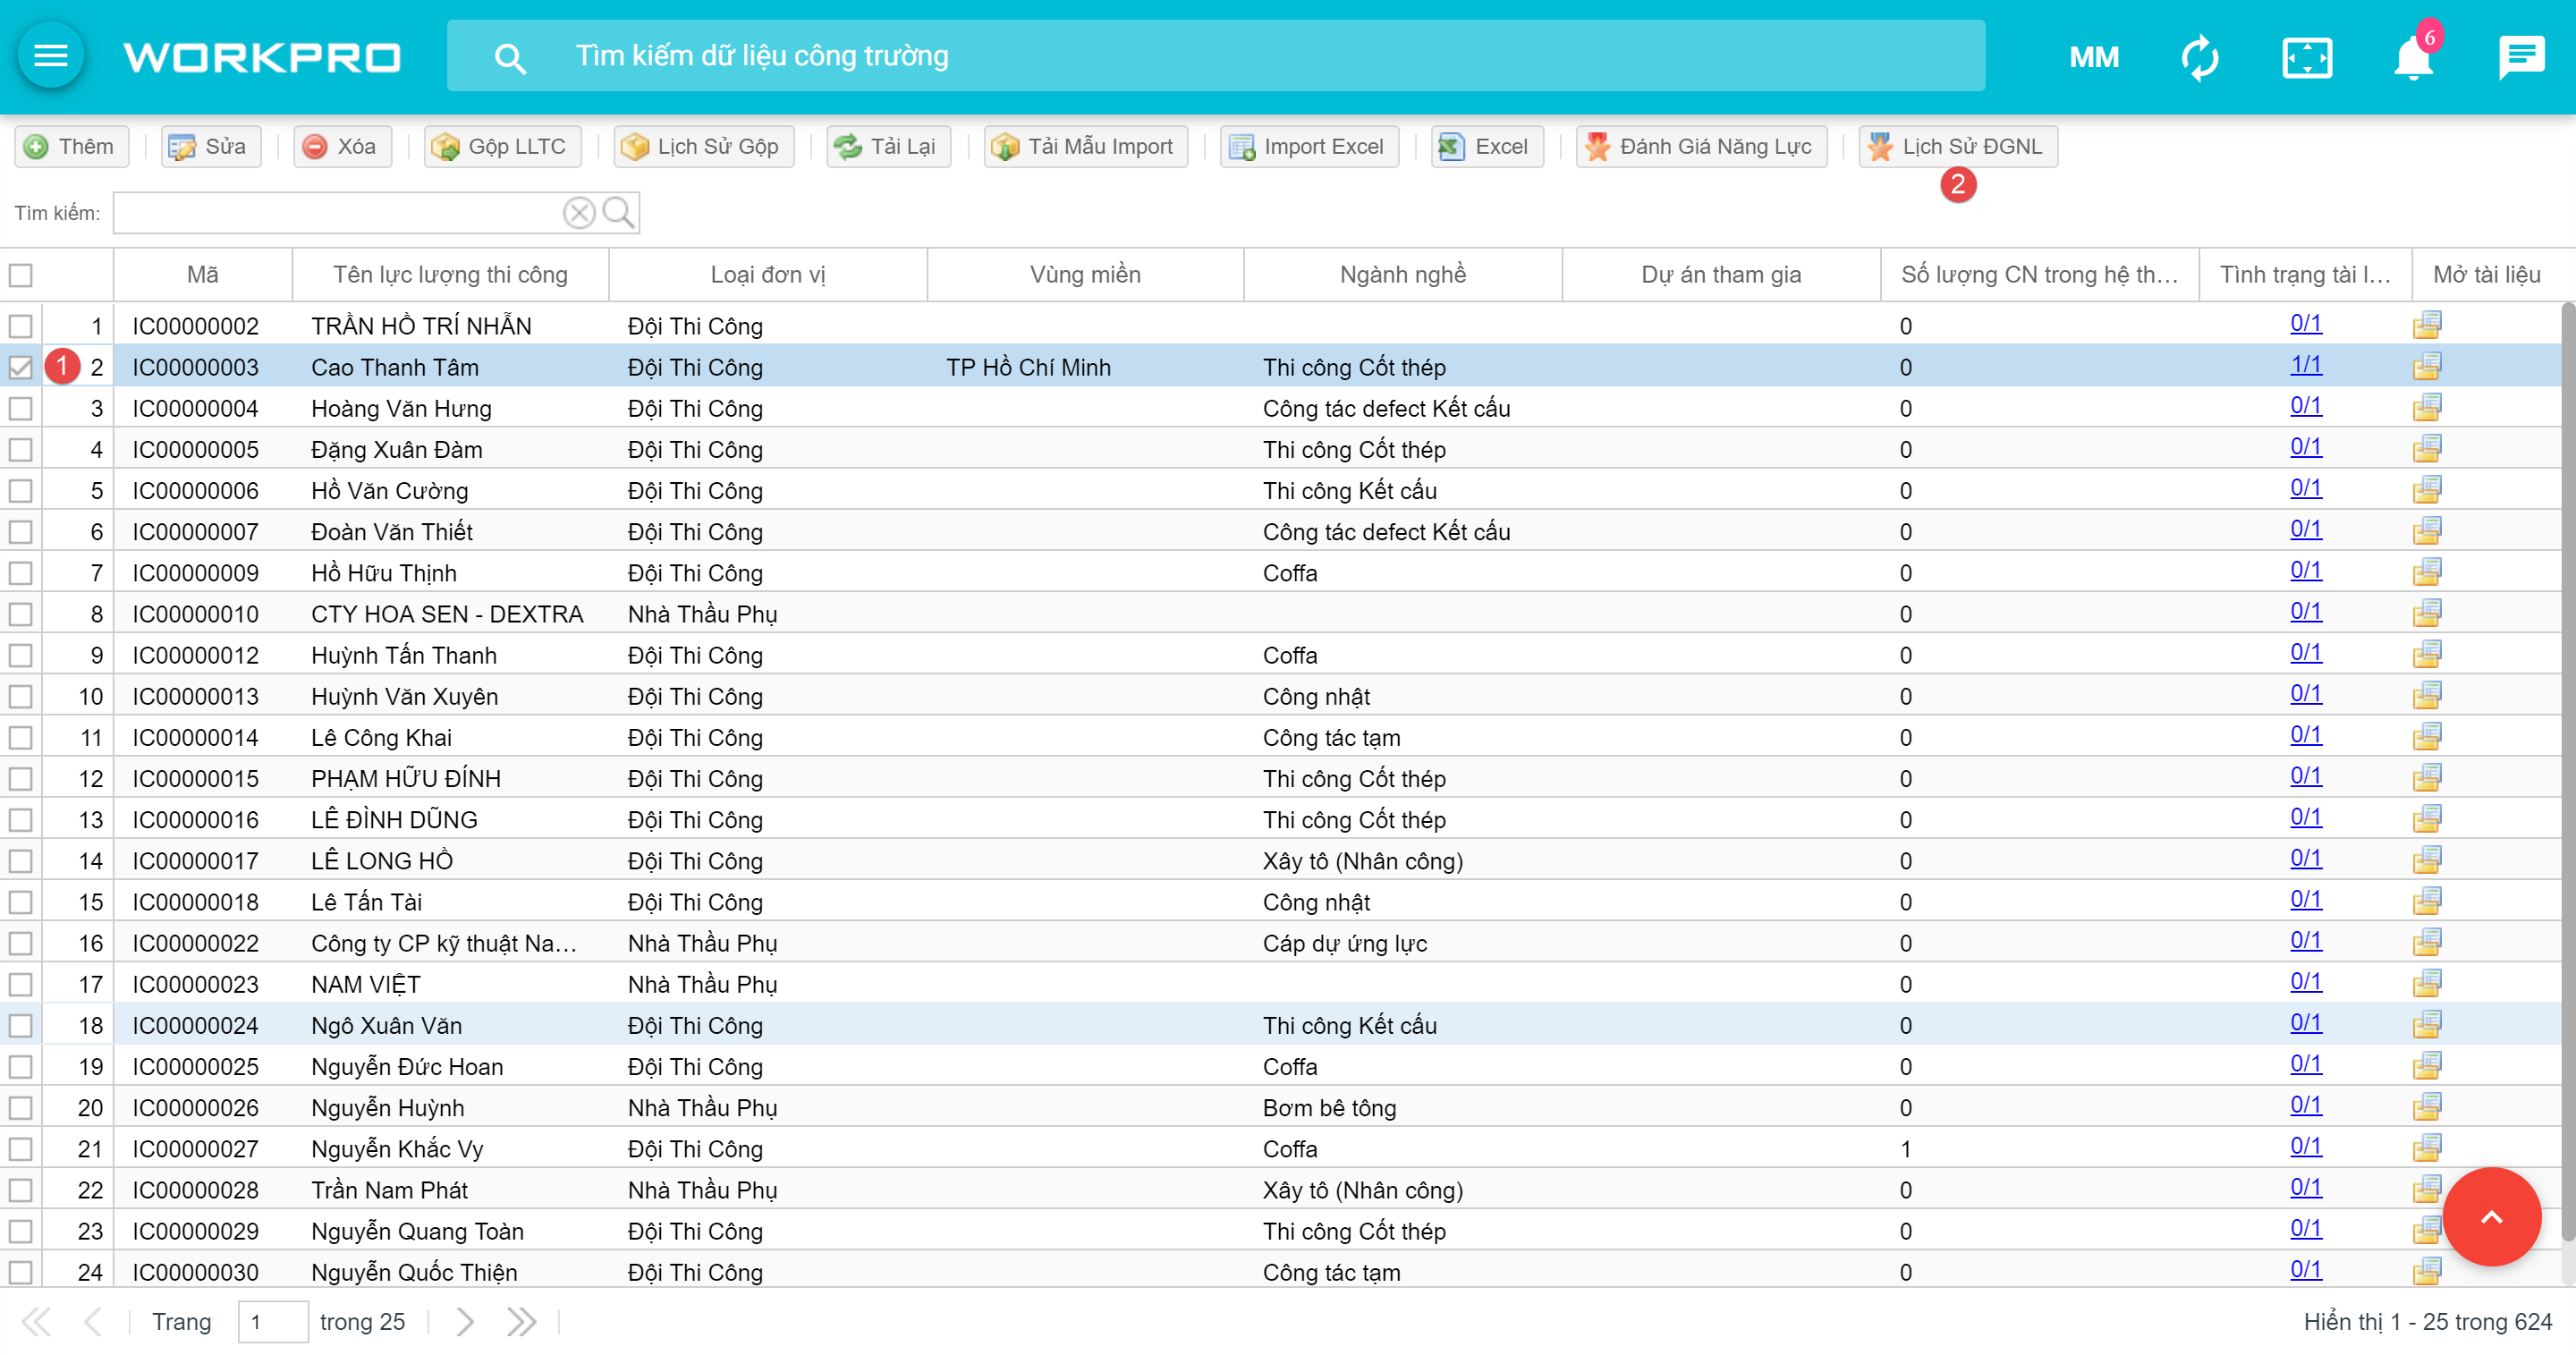 WORKPRO Tìm kiếm dữ liệu công trường MM 6
Thêm Sửa Xóa Gộp LLTC Lịch Sử Gộp Tải Lại Tải Mẫu Import Import Excel Excel Đánh Giá Năng Lực Lịch Sử ĐGNL
2
Tìm kiếm:
Mã Tên lực lượng thi công Loại đơn vị Vùng miền Ngành nghề Dự án tham gia Số lượng CN trong hệ th... Tình trạng tài l... Mở tài liệu
1 IC00000002 TRẦN HỒ TRÍ NHẪN Đội Thi Công 0 0/1
1 2 IC00000003 Cao Thanh Tâm Đội Thi Công TP Hồ Chí Minh Thi công Cốt thép 0 1/1
3 IC00000004 Hoàng Văn Hưng Đội Thi Công Công tác defect Kết cấu 0 0/1
4 IC00000005 Đặng Xuân Đàm Đội Thi Công Thi công Cốt thép 0 0/1
5 IC00000006 Hồ Văn Cường Đội Thi Công Thi công Kết cấu 0 0/1
6 IC00000007 Đoàn Văn Thiết Đội Thi Công Công tác defect Kết cấu 0 0/1
7 IC00000009 Hồ Hữu Thịnh Đội Thi Công Coffa 0 0/1
8 IC00000010 CTY HOA SEN - DEXTRA Nhà Thầu Phụ 0 0/1
9 IC00000012 Huỳnh Tấn Thanh Đội Thi Công Coffa 0 0/1
10 IC00000013 Huỳnh Văn Xuyên Đội Thi Công Công nhật 0 0/1
11 IC00000014 Lê Công Khai Đội Thi Công Công tác tạm 0 0/1
12 IC00000015 PHẠM HỮU ĐÍNH Đội Thi Công Thi công Cốt thép 0 0/1
13 IC00000016 LÊ ĐÌNH DŨNG Đội Thi Công Thi công Cốt thép 0 0/1
14 IC00000017 LÊ LONG HỒ Đội Thi Công Xây tô (Nhân công) 0 0/1
15 IC00000018 Lê Tấn Tài Đội Thi Công Công nhật 0 0/1
16 IC00000022 Công ty CP kỹ thuật Na... Nhà Thầu Phụ Cáp dự ứng lực 0 0/1
17 IC00000023 NAM VIỆT Nhà Thầu Phụ 0 0/1
18 IC00000024 Ngô Xuân Văn Đội Thi Công Thi công Kết cấu 0 0/1
19 IC00000025 Nguyễn Đức Hoan Đội Thi Công Coffa 0 0/1
20 IC00000026 Nguyễn Huỳnh Nhà Thầu Phụ Bơm bê tông 0 0/1
21 IC00000027 Nguyễn Khắc Vy Đội Thi Công Coffa 1 0/1
22 IC00000028 Trần Nam Phát Nhà Thầu Phụ Xây tô (Nhân công) 0 0/1
23 IC00000029 Nguyễn Quang Toàn Đội Thi Công Thi công Cốt thép 0 0/1
24 IC00000030 Nguyễn Quốc Thiện Đội Thi Công Công tác tạm 0 0/1
Trang 1 trong 25 Hiển thị 1 - 25 trong 624